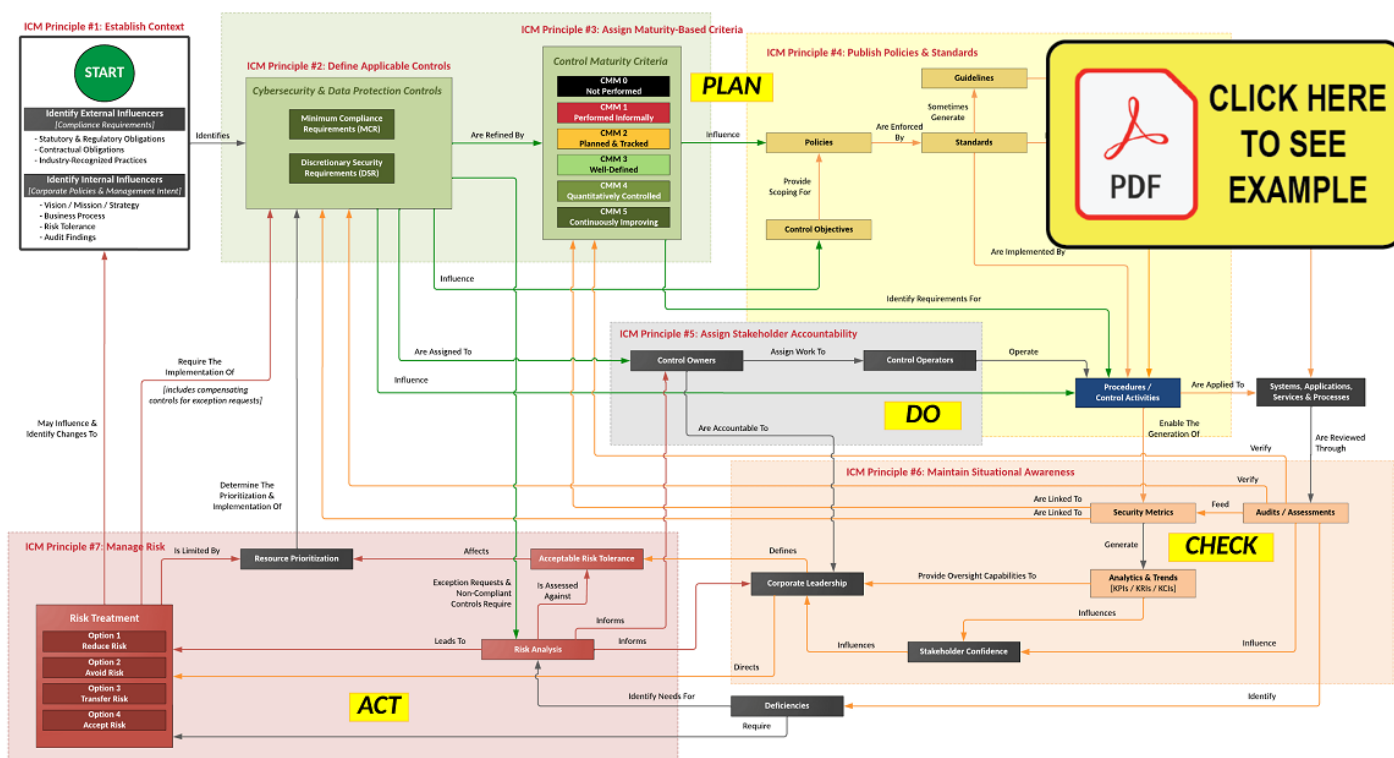 ICM Principle #1: Establish Context
START
Identify External Influencers
[Compliance Requirements]
- Statutory & Regulatory Obligations
- Contractual Obligations
- Industry-Recognized Practices
Identify Internal Influencers
[Corporate Policies & Management Intent]
- Vision / Mission / Strategy
- Business Process
- Risk Tolerance
- Audit Findings
Identifies
ICM Principle #2: Define Applicable Controls
Cybersecurity & Data Protection Controls
Minimum Compliance
Requirements (MCR)
Discretionary Security
Requirements (DSR)
Are Refined By
ICM Principle #3: Assign Maturity-Based Criteria
Control Maturity Criteria
CMM 0
Not Performed
CMM 1
Performed Informally
CMM 2
Planned & Tracked
CMM 3
Well-Defined
CMM 4
Quantitatively Controlled
CMM 5
Continuously Improving
PLAN
Influence
ICM Principle #4: Publish Policies & Standards
Guidelines
Sometimes
Generate
Policies
Are Enforced
By
Standards
Provide
Scoping For
Control Objectives
Are Implemented By
PDF
CLICK HERE
TO SEE
EXAMPLE
Influence
Identify Requirements For
ICM Principle #5: Assign Stakeholder Accountability
Are Assigned To
Control Owners
Assign Work To
Control Operators
Operate
Influence
Procedures /
Control Activities
Are Applied To
Systems, Applications,
Services & Processes
DO
Are Accountable To
Enable The
Generation Of
Are Reviewed
Through
Require The
Implementation Of
[includes compensating
controls for exception requests]
May Influence &
Identify Changes To
Determine The
Prioritization &
Implementation Of
Verify
ICM Principle #6: Maintain Situational Awareness
Verify
Are Linked To
Are Linked To
Security Metrics
Feed
Audits / Assessments
Generate
CHECK
Defines
Corporate Leadership
Provide Oversight Capabilities To
Analytics & Trends
[KPIs / KRIs / KCIs]
Influences
Influences
Stakeholder Confidence
Influence
ICM Principle #7: Manage Risk
Is Limited By
Resource Prioritization
Affects
Acceptable Risk Tolerance
Exception Requests &
Non-Compliant
Controls Require
Is Assessed
Against
Informs
Risk Treatment
Option 1
Reduce Risk
Option 2
Avoid Risk
Option 3
Transfer Risk
Option 4
Accept Risk
Leads To
Risk Analysis
Informs
Directs
ACT
Identify Needs For
Deficiencies
Identify
Require